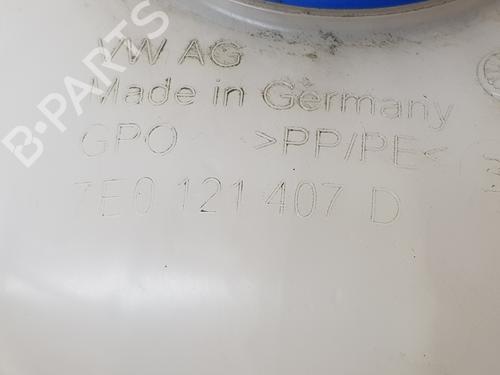 B-PARTS
VW AG
Made in Germany
GPO >PP/PE<
7E0 121 407 D